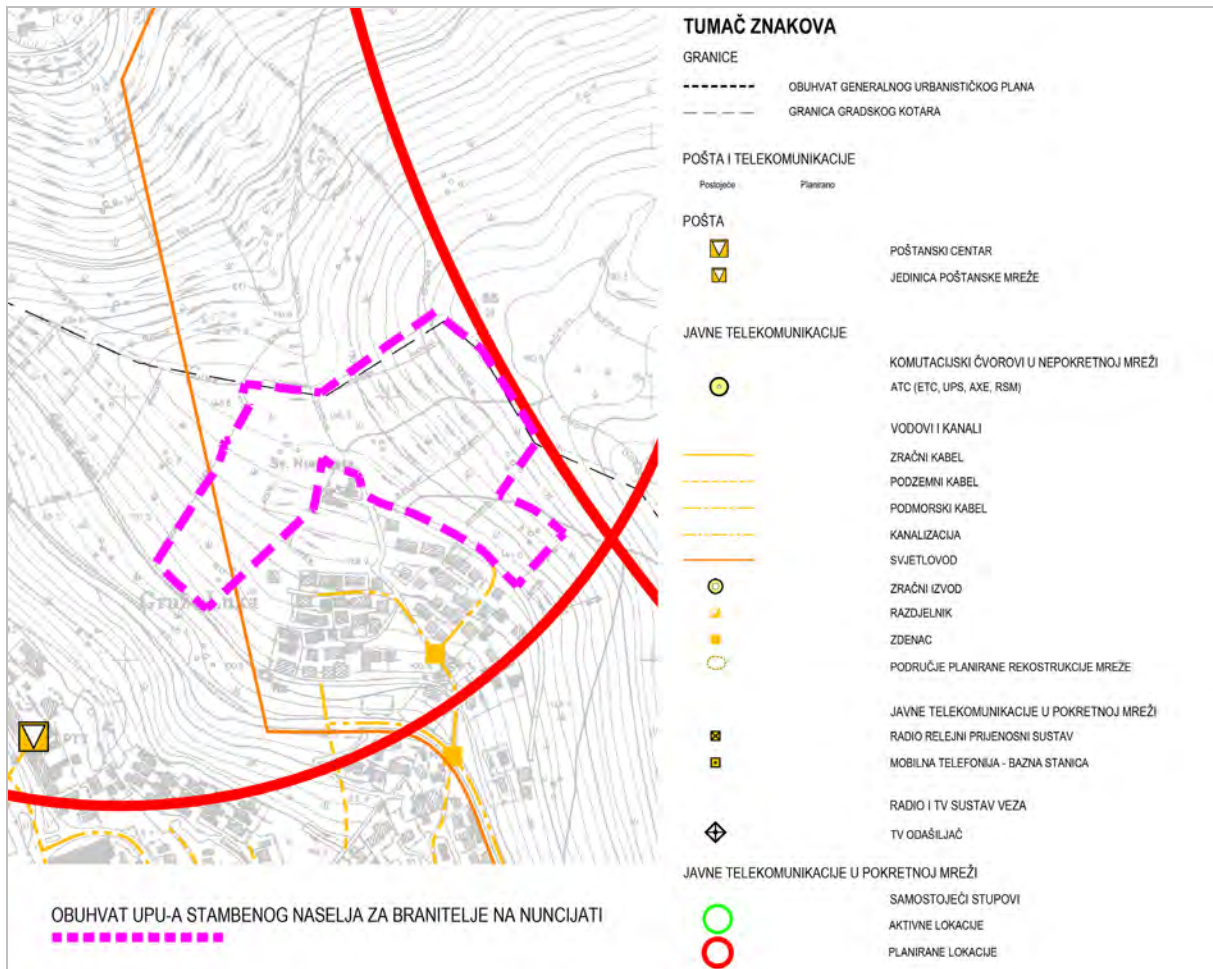 TUMAČ ZNAKOVA
GRANICE
OBUHVAT GENERALNOG URBANISTIČKOG PLANA
GRANICA GRADSKOG KOTARA
POŠTA I TELEKOMUNIKACIJE
Postojeće Planirano
POŠTA
POŠTANSKI CENTAR
JEDINICA POŠTANSKE MREŽE
JAVNE TELEKOMUNIKACIJE
KOMUTACIJSKI ČVOROVI U NEPOKRETNOJ MREŽI
ATC (ETC, UPS, AXE, RSM)
VODOVI I KANALI
ZRAČNI KABEL
PODZEMNI KABEL
PODMORSKI KABEL
KANALIZACIJA
SVJETLOVOD
ZRAČNI IZVOD
RAZDJELNIK
ZDENAC
PODRUČJE PLANIRANE REKOSTRUKCIJE MREŽE
JAVNE TELEKOMUNIKACIJE U POKRETNOJ MREŽI
RADIO RELEJNI PRIJENOSNI SUSTAV
MOBILNA TELEFONIJA - BAZNA STANICA
RADIO I TV SUSTAV VEZA
TV ODAŠILJAČ
JAVNE TELEKOMUNIKACIJE U POKRETNOJ MREŽI
SAMOSTOJEĆI STUPOVI
AKTIVNE LOKACIJE
PLANIRANE LOKACIJE
PTT
OBUHVAT UPU-A STAMBENOG NASELJA ZA BRANITELJE NA NUNCIJATI